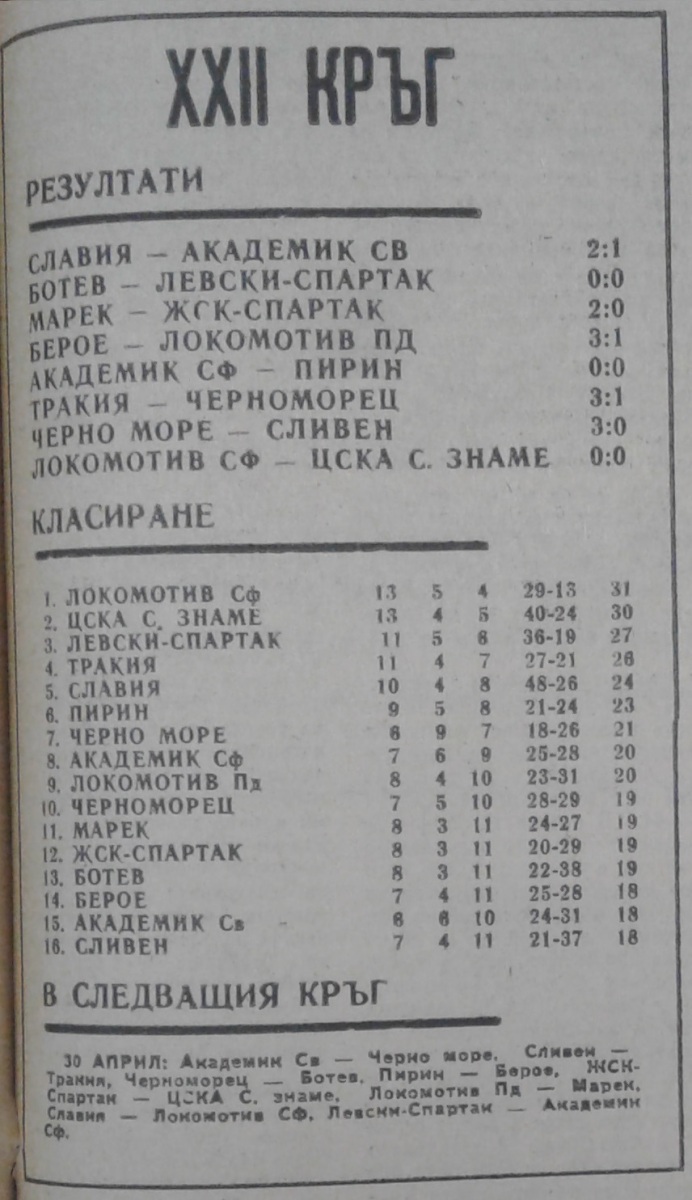 XXII КРЪГ
РЕЗУЛТАТИ
СЛАВИЯ — АКАДЕМИК СВ 2:1
БОТЕВ — ЛЕВСКИ-СПАРТАК 0:0
МАРЕК — ЖСК-СПАРТАК 2:0
БЕРОЕ — ЛОКОМОТИВ ПД 3:1
АКАДЕМИК СФ — ПИРИН 0:0
ТРАКИЯ — ЧЕРНОМОРЕЦ 3:1
ЧЕРНО МОРЕ — СЛИВЕН 3:0
ЛОКОМОТИВ СФ — ЦСКА С. ЗНАМЕ 0:0
КЛАСИРАНЕ
1. ЛОКОМОТИВ Сф 13 5 4 29-13 31
2. ЦСКА С. ЗНАМЕ 13 4 5 40-24 30
3. ЛЕВСКИ-СПАРТАК 11 5 6 36-19 27
4. ТРАКИЯ 11 4 7 27-21 26
5. СЛАВИЯ 10 4 8 48-26 24
6. ПИРИН 9 5 8 21-24 23
7. ЧЕРНО МОРЕ 6 9 7 18-26 21
8. АКАДЕМИК Сф 7 6 9 25-28 20
9. ЛОКОМОТИВ Пд 8 4 10 23-31 20
10. ЧЕРНОМОРЕЦ 7 5 10 28-29 19
11. МАРЕК 8 3 11 24-27 19
12. ЖСК-СПАРТАК 8 3 11 20-29 19
13. БОТЕВ 8 3 11 22-38 19
14. БЕРОЕ 7 4 11 25-28 18
15. АКАДЕМИК Св 6 6 10 24-31 18
16. СЛИВЕН 7 4 11 21-37 18
В СЛЕДВАЩИЯ КРЪГ
30 АПРИЛ: Академик Св — Черно море, Сливен —
Тракия, Черноморец — Ботев, Пирин — Берое, ЖСК-
Спартак — ЦСКА С. знаме, Локомотив Пд — Марек,
Славия — Локомотив Сф, Левски-Спартак — Академик
Сф.